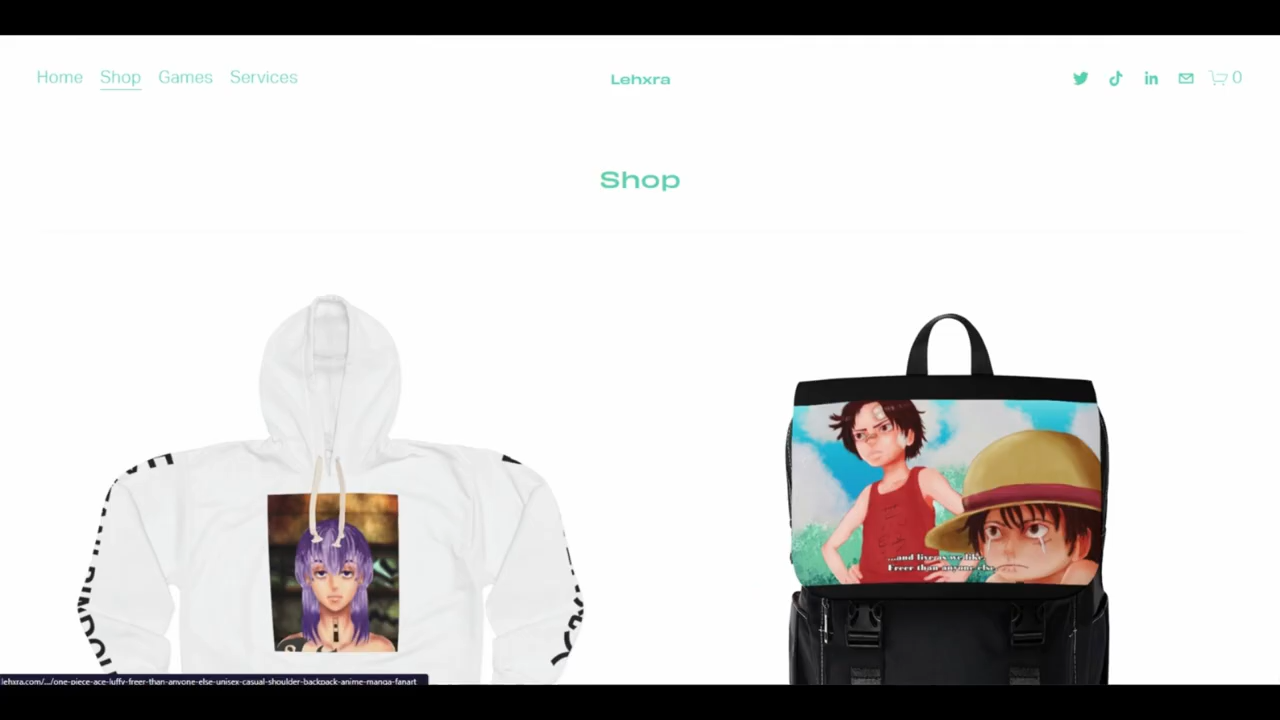 Home Shop Games Services
Lehxra
0
Shop
...and live as we like.
Freer than anyone else.
lehxra.com/.../one-piece-ace-luffy-freer-than-anyone-else-unisex-casual-shoulder-backpack-anime-manga-fanart